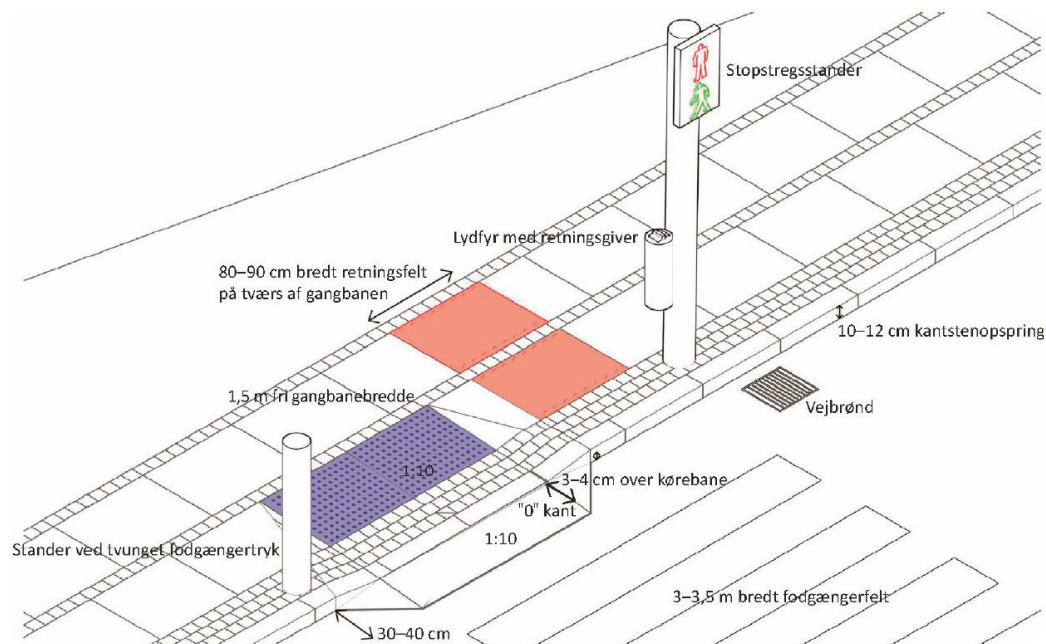 Stopstregsstander
Lydfyr med retningsgiver
80–90 cm bredt retningsfelt
på tværs af gangbanen
10–12 cm kantstenopspring
1,5 m fri gangbanebredde
Vejbrønd
1:10
3–4 cm over kørebane
"0" kant
1:10
Stander ved tvunget fodgængertryk
3–3,5 m bredt fodgængerfelt
30–40 cm